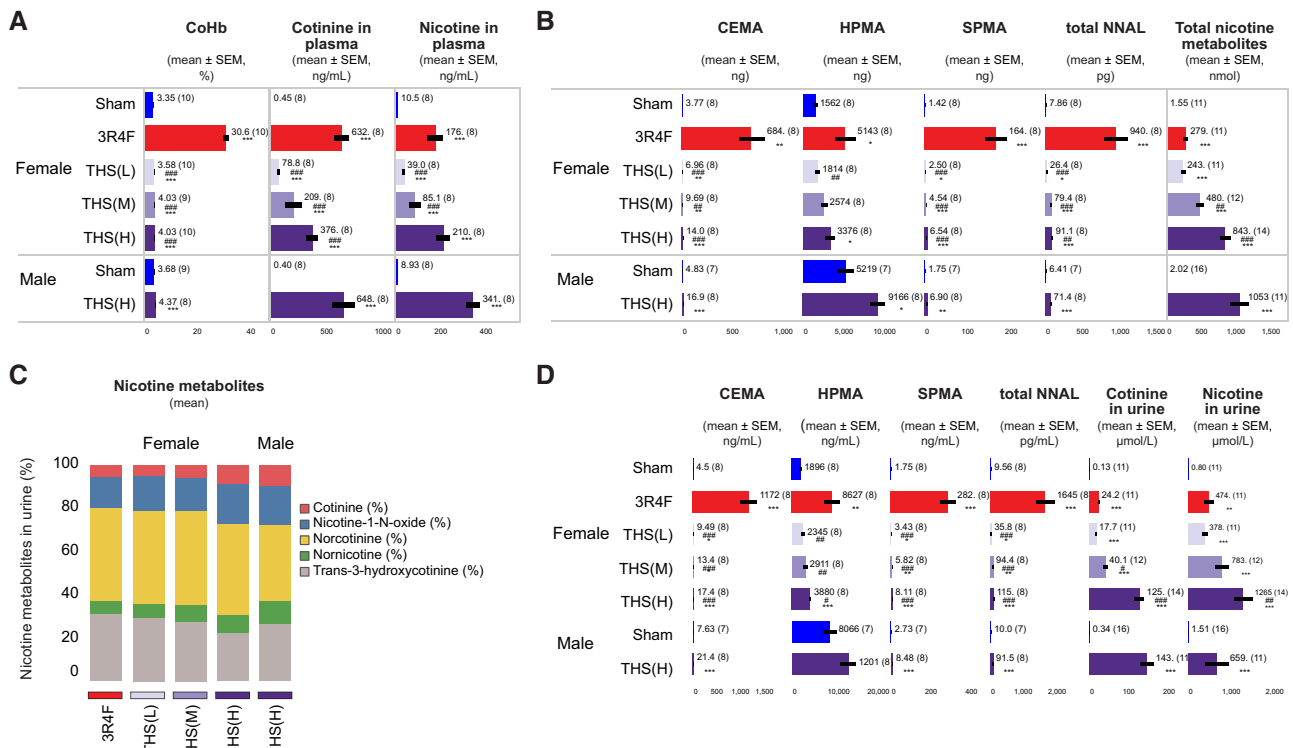 A
CoHb Cotinine in plasma Nicotine in plasma
(mean ± SEM, %) (mean ± SEM, ng/mL) (mean ± SEM, ng/mL)
Female
Sham 3.35 (10) 0.45 (8) 10.5 (8)
3R4F 30.6 (10) *** 632. (8) *** 176. (8) ***
THS(L) 3.58 (10) ### *** 78.8 (8) ### *** 39.0 (8) ### ***
THS(M) 4.03 (9) ### *** 209. (8) ### *** 85.1 (8) ### ***
THS(H) 4.03 (10) ### *** 376. (8) ### *** 210. (8) ***
Male
Sham 3.68 (9) 0.40 (8) 8.93 (8)
THS(H) 4.37 (8) *** 648. (8) *** 341. (8) ***
0 20 40 0 500 1000 0 200 400
B
CEMA HPMA SPMA total NNAL Total nicotine metabolites
(mean ± SEM, ng) (mean ± SEM, ng) (mean ± SEM, ng) (mean ± SEM, pg) (mean ± SEM, nmol)
Female
Sham 3.77 (8) 1562 (8) 1.42 (8) 7.86 (8) 1.55 (11)
3R4F 684. (8) ** 5143 (8) * 164. (8) *** 940. (8) *** 279. (11) ***
THS(L) 6.96 (8) ### ** 1814 (8) ## 2.50 (8) ### * 26.4 (8) ### * 243. (11) ***
THS(M) 9.69 (8) ## ** 2574 (8) 4.54 (8) ### *** 79.4 (8) ### *** 480. (12) ## ***
THS(H) 14.0 (8) ### *** 3376 (8) * 6.54 (8) ### *** 91.1 (8) ## *** 843. (14) ### ***
Male
Sham 4.83 (7) 5219 (7) 1.75 (7) 6.41 (7) 2.02 (16)
THS(H) 16.9 (8) *** 9166 (8) * 6.90 (8) ** 71.4 (8) *** 1053 (11) ***
0 500 1,000 0 5,000 10,000 0 100 200 0 500 1,000 1,500 0 500 1,000 1,500
C
Nicotine metabolites
(mean)
Female Male
Nicotine metabolites in urine (%)
100
80
60
40
20
0
Cotinine (%)
Nicotine-1-N-oxide (%)
Norcotinine (%)
Nornicotine (%)
Trans-3-hydroxycotinine (%)
3R4F THS(L) HS(M) HS(H) HS(H)
D
CEMA HPMA SPMA total NNAL Cotinine in urine Nicotine in urine
(mean ± SEM, ng/mL) (mean ± SEM, ng/mL) (mean ± SEM, ng/mL) (mean ± SEM, pg/mL) (mean ± SEM, µmol/L) (mean ± SEM, µmol/L)
Female
Sham 4.5 (8) 1896 (8) 1.75 (8) 9.56 (8) 0.13 (11) 0.80 (11)
3R4F 1172 (8) *** 8627 (8) ** 282. (8) *** 1645 (8) *** 24.2 (11) *** 474. (11) **
THS(L) 9.49 (8) ### * 2345 (8) ## 3.43 (8) ### * 35.8 (8) ### * 17.7 (11) *** 378. (11) ***
THS(M) 13.4 (8) ### 2911 (8) ## 5.82 (8) ### ** 94.4 (8) ### ** 40.1 (12) # *** 783. (12) ***
THS(H) 17.4 (8) ### *** 3880 (8) # *** 8.11 (8) ### *** 115. (8) ### *** 125. (14) ### *** 1265 (14) ## ***
Male
Sham 7.63 (7) 8066 (7) 2.73 (7) 10.0 (7) 0.34 (16) 1.51 (16)
THS(H) 21.4 (8) *** 1201 (8) 8.48 (8) *** 91.5 (8) *** 143. (11 *** 659. (11) ***
0 500 1,000 1,500 0 10,000 20,000 0 200 400 0 1,000 2,000 0 100 200 0 1,000 2,000